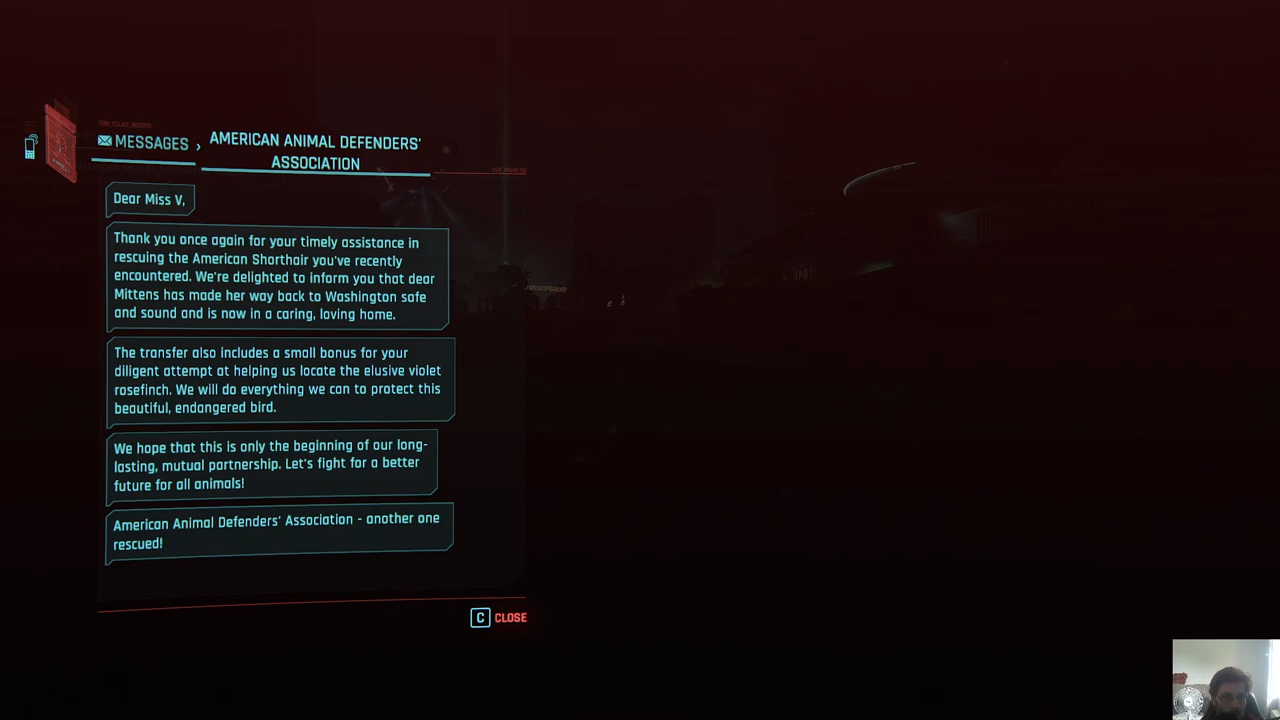 MESSAGES › AMERICAN ANIMAL DEFENDERS'
ASSOCIATION
Dear Miss V,
Thank you once again for your timely assistance in
rescuing the American Shorthair you've recently
encountered. We're delighted to inform you that dear
Mittens has made her way back to Washington safe
and sound and is now in a caring, loving home.
The transfer also includes a small bonus for your
diligent attempt at helping us locate the elusive violet
rosefinch. We will do everything we can to protect this
beautiful, endangered bird.
We hope that this is only the beginning of our long-
lasting, mutual partnership. Let's fight for a better
future for all animals!
American Animal Defenders' Association - another one
rescued!
C CLOSE